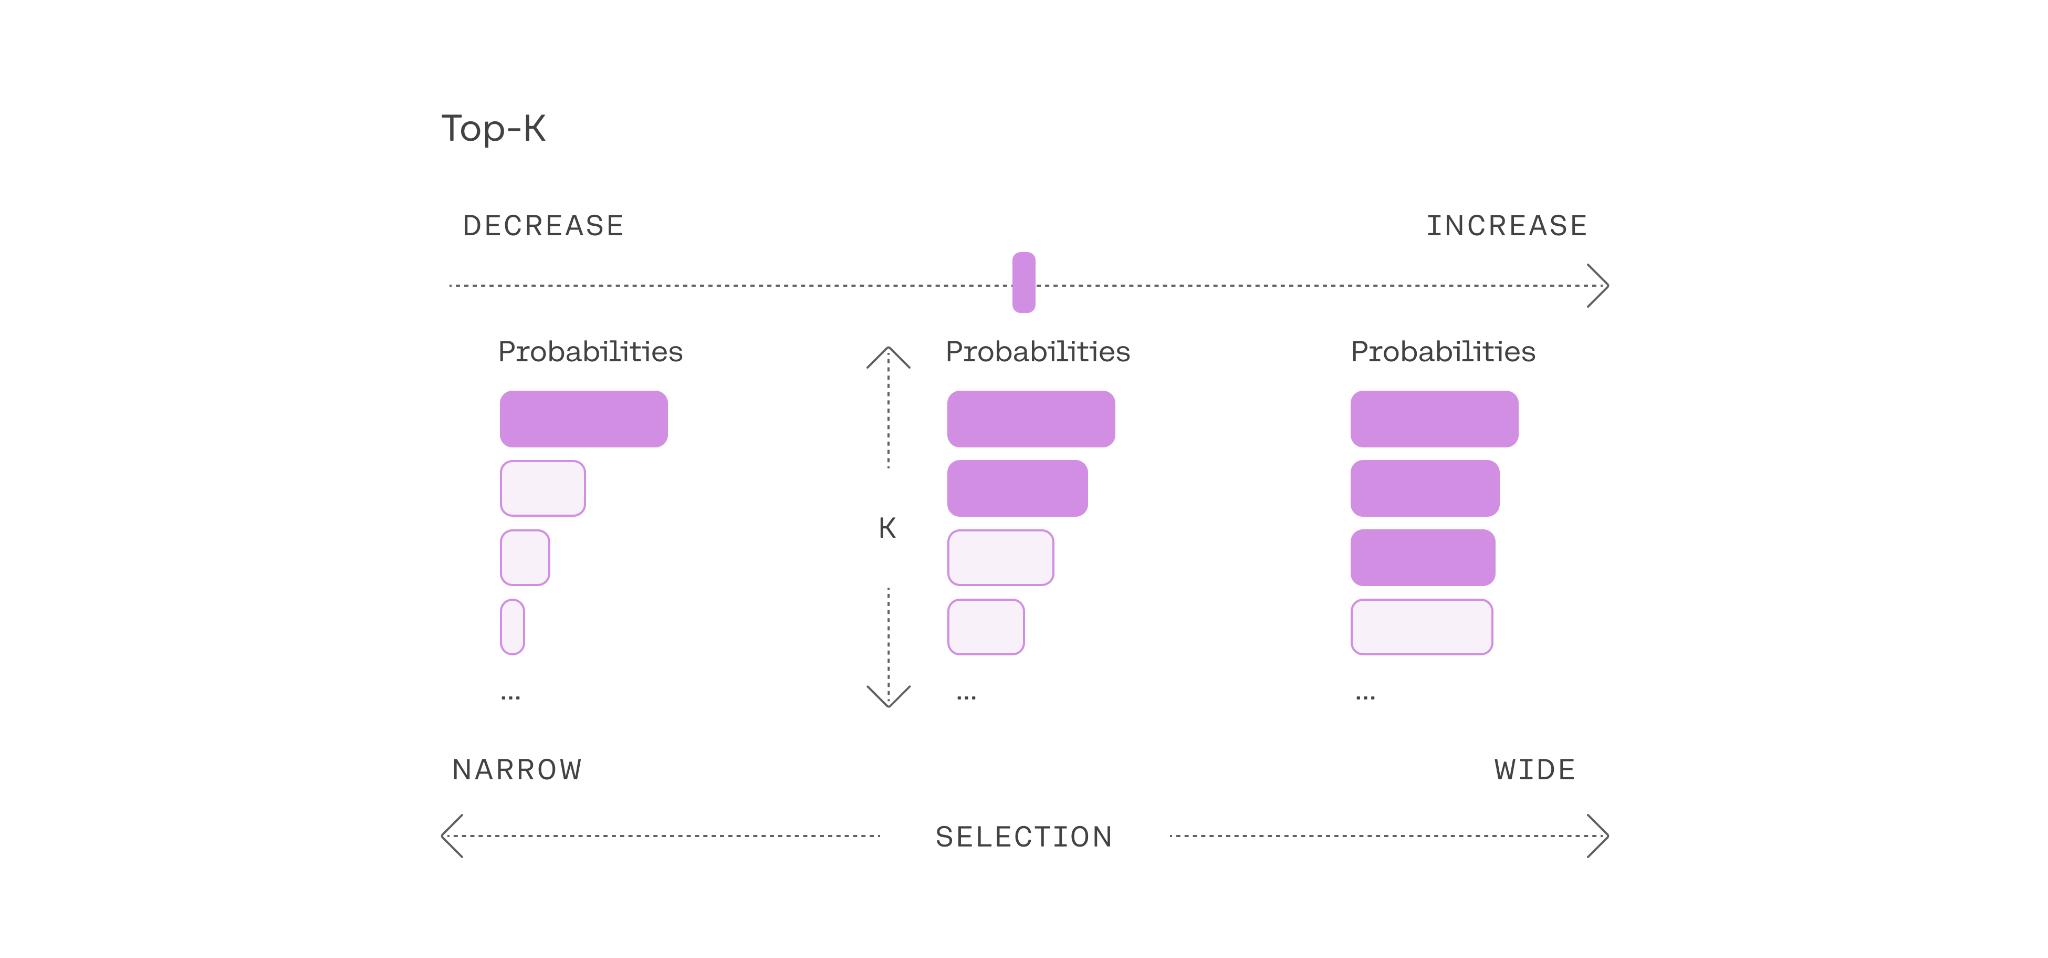 Top-K
DECREASE
INCREASE
Probabilities
Probabilities
Probabilities
K
...
...
...
NARROW
WIDE
SELECTION